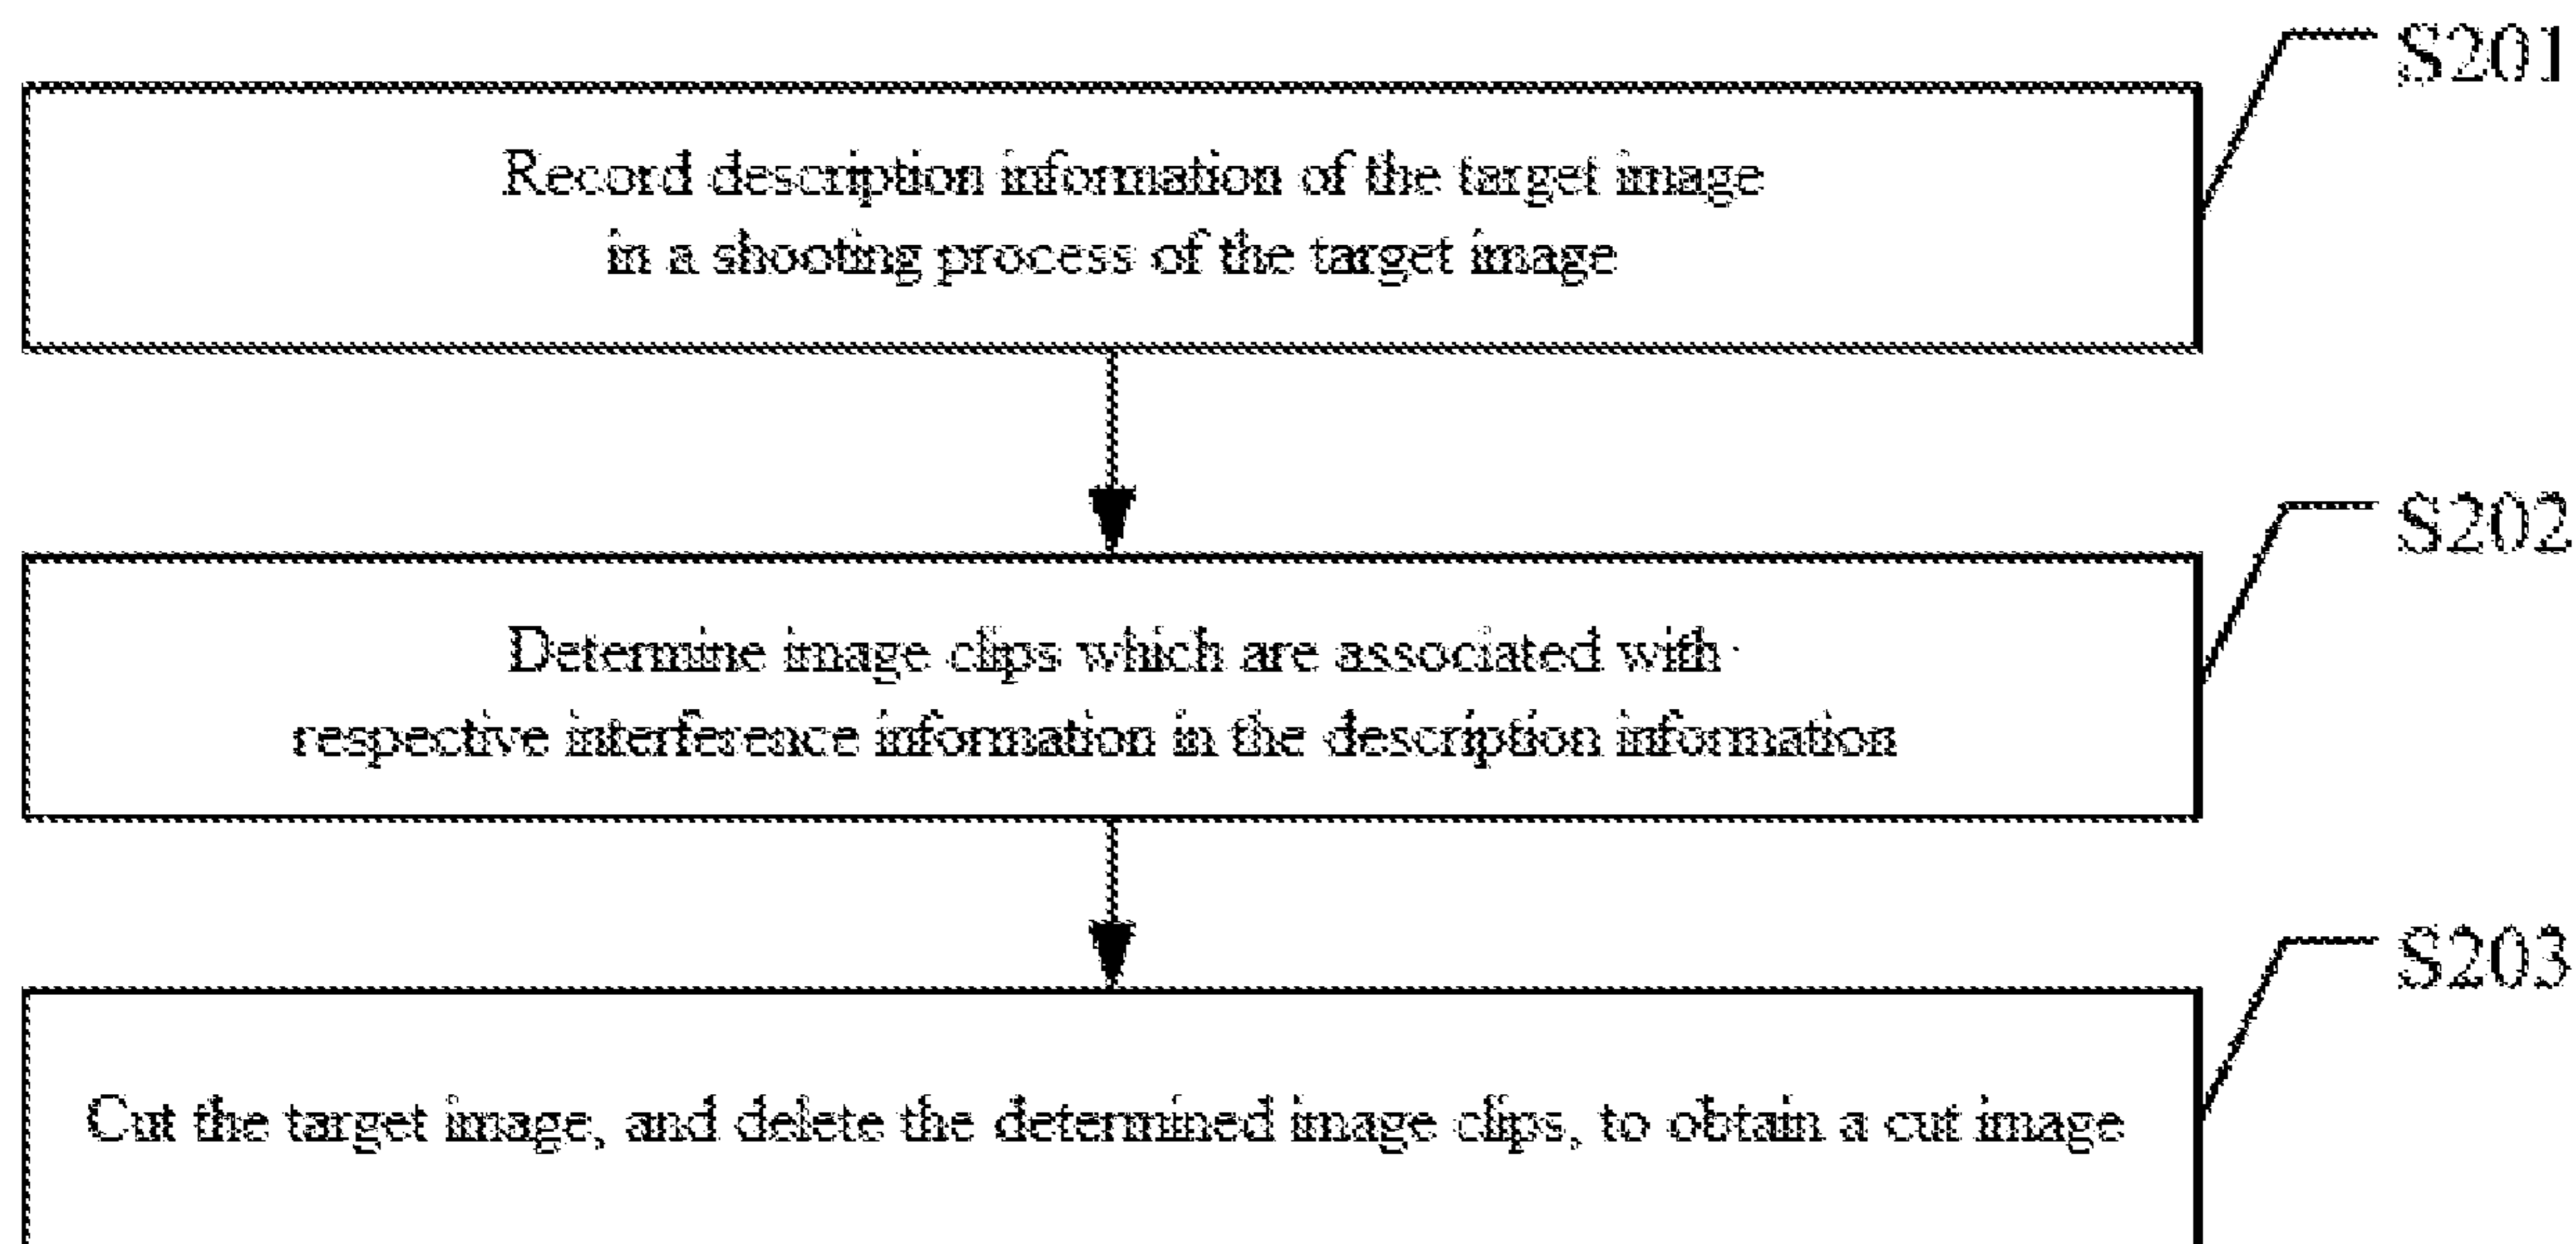 S201
Record description information of the target image
in a shooting process of the target image
S202
Determine image clips which are associated with
respective interference information in the description information
S203
Cut the target image, and delete the determined image clips, to obtain a cut image